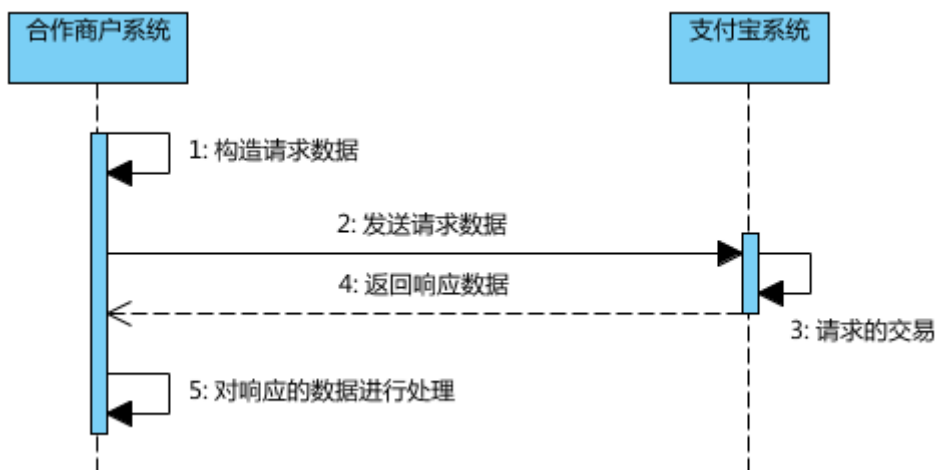 合作商户系统
支付宝系统
1: 构造请求数据
2: 发送请求数据
4: 返回响应数据
3: 请求的交易
5: 对响应的数据进行处理